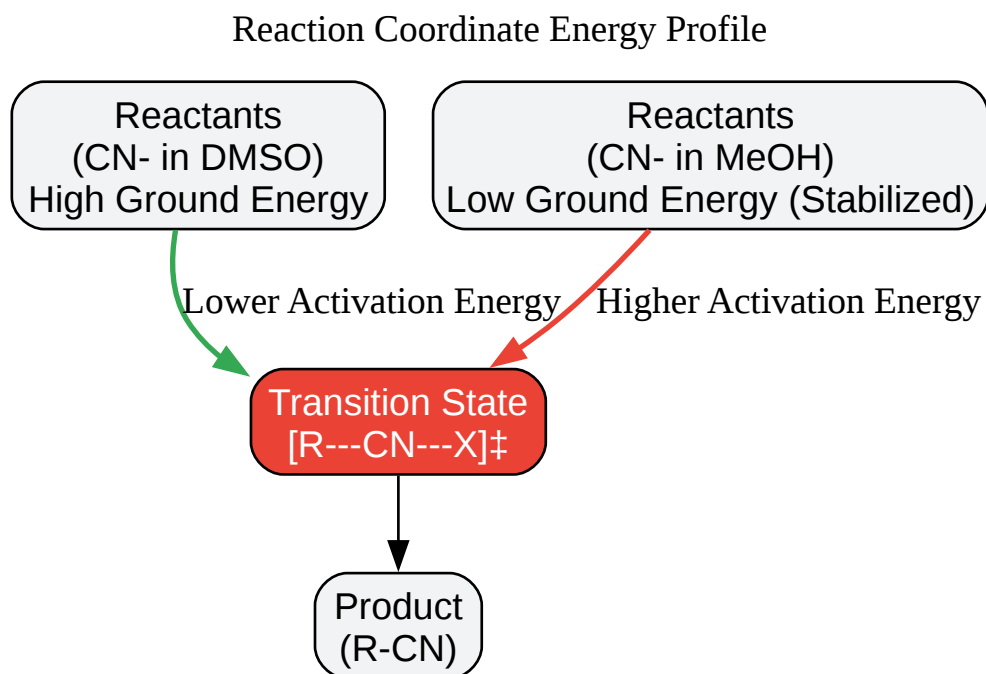 Reaction Coordinate Energy Profile
Reactants
(CN- in DMSO)
High Ground Energy
Reactants
(CN- in MeOH)
Low Ground Energy (Stabilized)
Lower Activation Energy
Higher Activation Energy
Transition State
[R---CN---X]‡
Product
(R-CN)